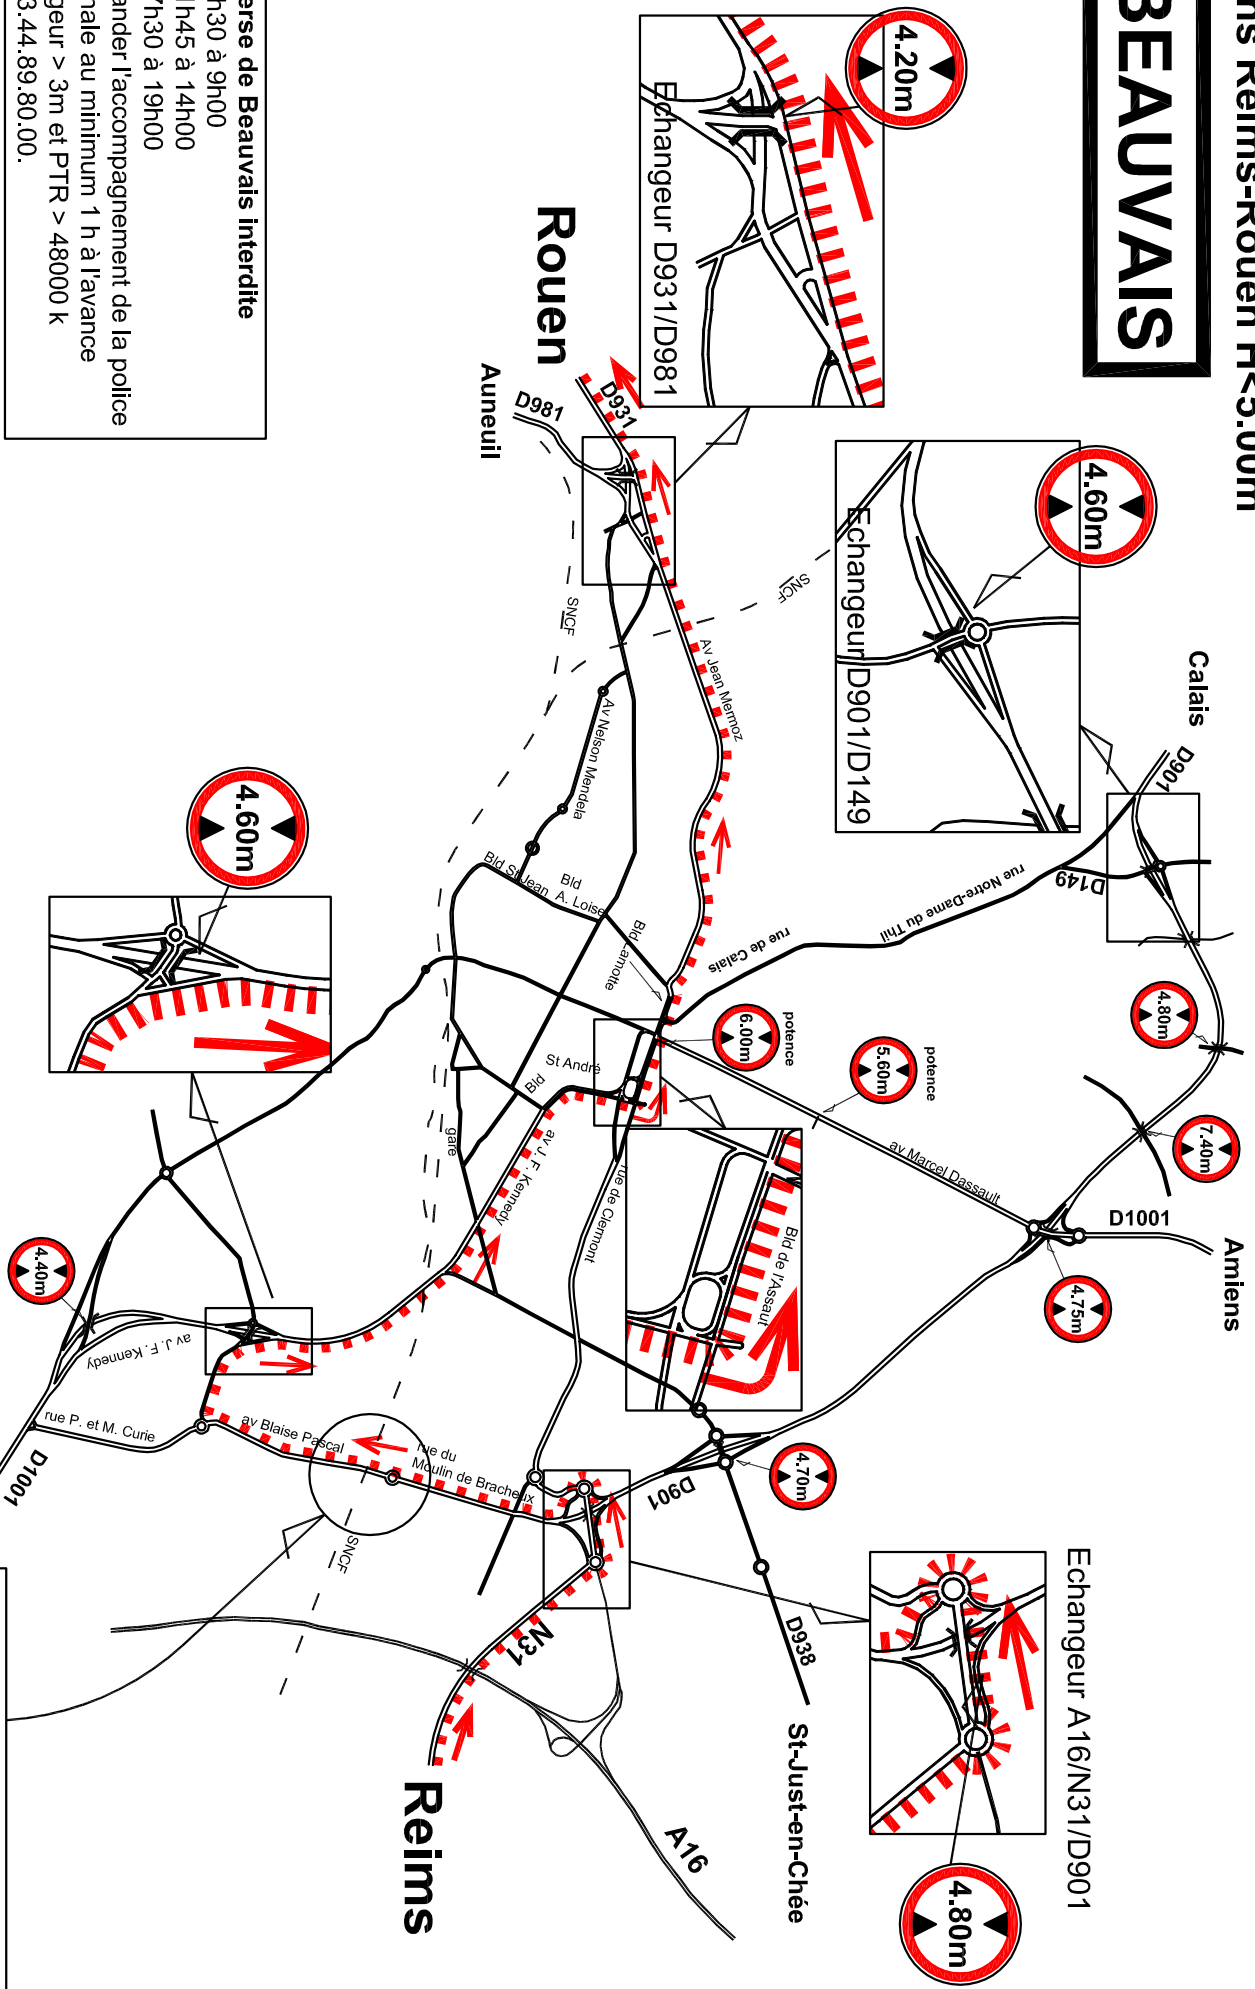 ns Reims-Rouen H<5.00m
BEAUVAIS
4.20m
Echangeur D931/D981
4.60m
Echangeur D901/D149
Calais
D901
D149
rue Notre-Dame du Thil
rue de Calais
4.80m
7.40m
D1001
Amiens
4.75m
potence
5.60m
potence
6.00m
av Marcel Dassault
Rouen
D931
D981
Auneuil
SNCF
SNCF
Av Jean Mermoz
Av Nelson Mendela
Bld St Jean
Bld
A. Loisel
Bld Lamotte
St André
Bld
gare
av J. F. Kennedy
rue de Clermont
Bld de l'Assaut
4.70m
D901
Echangeur A16/N31/D901
4.80m
D938
St-Just-en-Chée
A16
N31
Reims
rue du
Moulin de Bracheux
av Blaise Pascal
SNCF
rue P. et M. Curie
D1001
av J. F. Kennedy
4.40m
4.60m
erse de Beauvais interdite
h30 à 9h00
1h45 à 14h00
7h30 à 19h00
ander l'accompagnement de la police
nale au minimum 1 h à l'avance
geur > 3m et PTR > 48000 k
3.44.89.80.00.